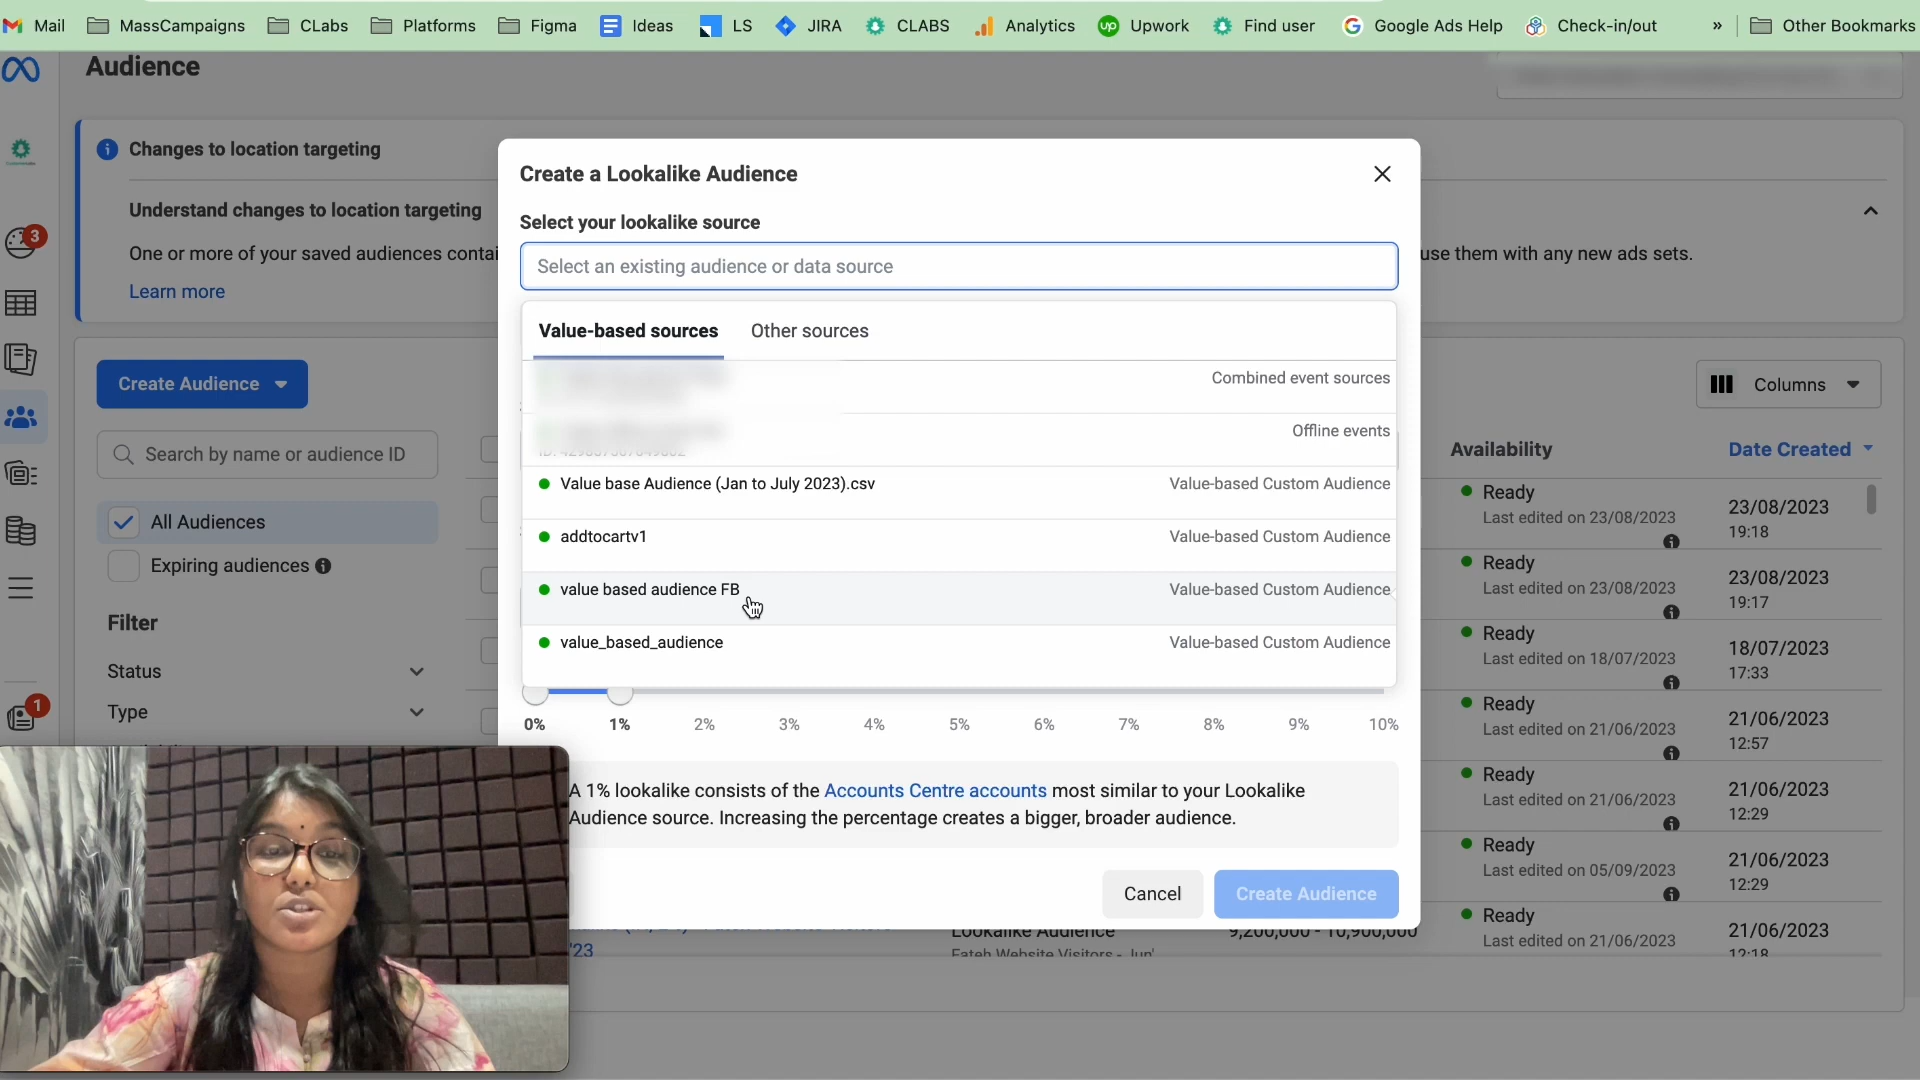 Mail
MassCampaigns
CLabs
Platforms
Figma
Ideas
LS
JIRA
CLABS
Analytics
Upwork
Find user
Google Ads Help
Check-in/out
»
Other Bookmarks
Audience
Changes to location targeting
Understand changes to location targeting
One or more of your saved audiences contai
use them with any new ads sets.
Learn more
3
1
Create Audience
Search by name or audience ID
All Audiences
Expiring audiences
Filter
Status
Type
Create a Lookalike Audience
Select your lookalike source
Select an existing audience or data source
Value-based sources
Other sources
Combined event sources
Offline events
Value base Audience (Jan to July 2023).csv
Value-based Custom Audience
addtocartv1
Value-based Custom Audience
value based audience FB
Value-based Custom Audience
value_based_audience
Value-based Custom Audience
0% 1% 2% 3% 4% 5% 6% 7% 8% 9% 10%
A 1% lookalike consists of the Accounts Centre accounts most similar to your Lookalike
Audience source. Increasing the percentage creates a bigger, broader audience.
Cancel
Create Audience
'23
Lookalike Audience
Fateh Website Visitors - Jun'
9,200,000 - 10,900,000
Columns
Availability
Date Created
Ready
Last edited on 23/08/2023
23/08/2023
19:18
Ready
Last edited on 23/08/2023
23/08/2023
19:17
Ready
Last edited on 18/07/2023
18/07/2023
17:33
Ready
Last edited on 21/06/2023
21/06/2023
12:57
Ready
Last edited on 21/06/2023
21/06/2023
12:29
Ready
Last edited on 05/09/2023
21/06/2023
12:29
Ready
Last edited on 21/06/2023
21/06/2023
12:18